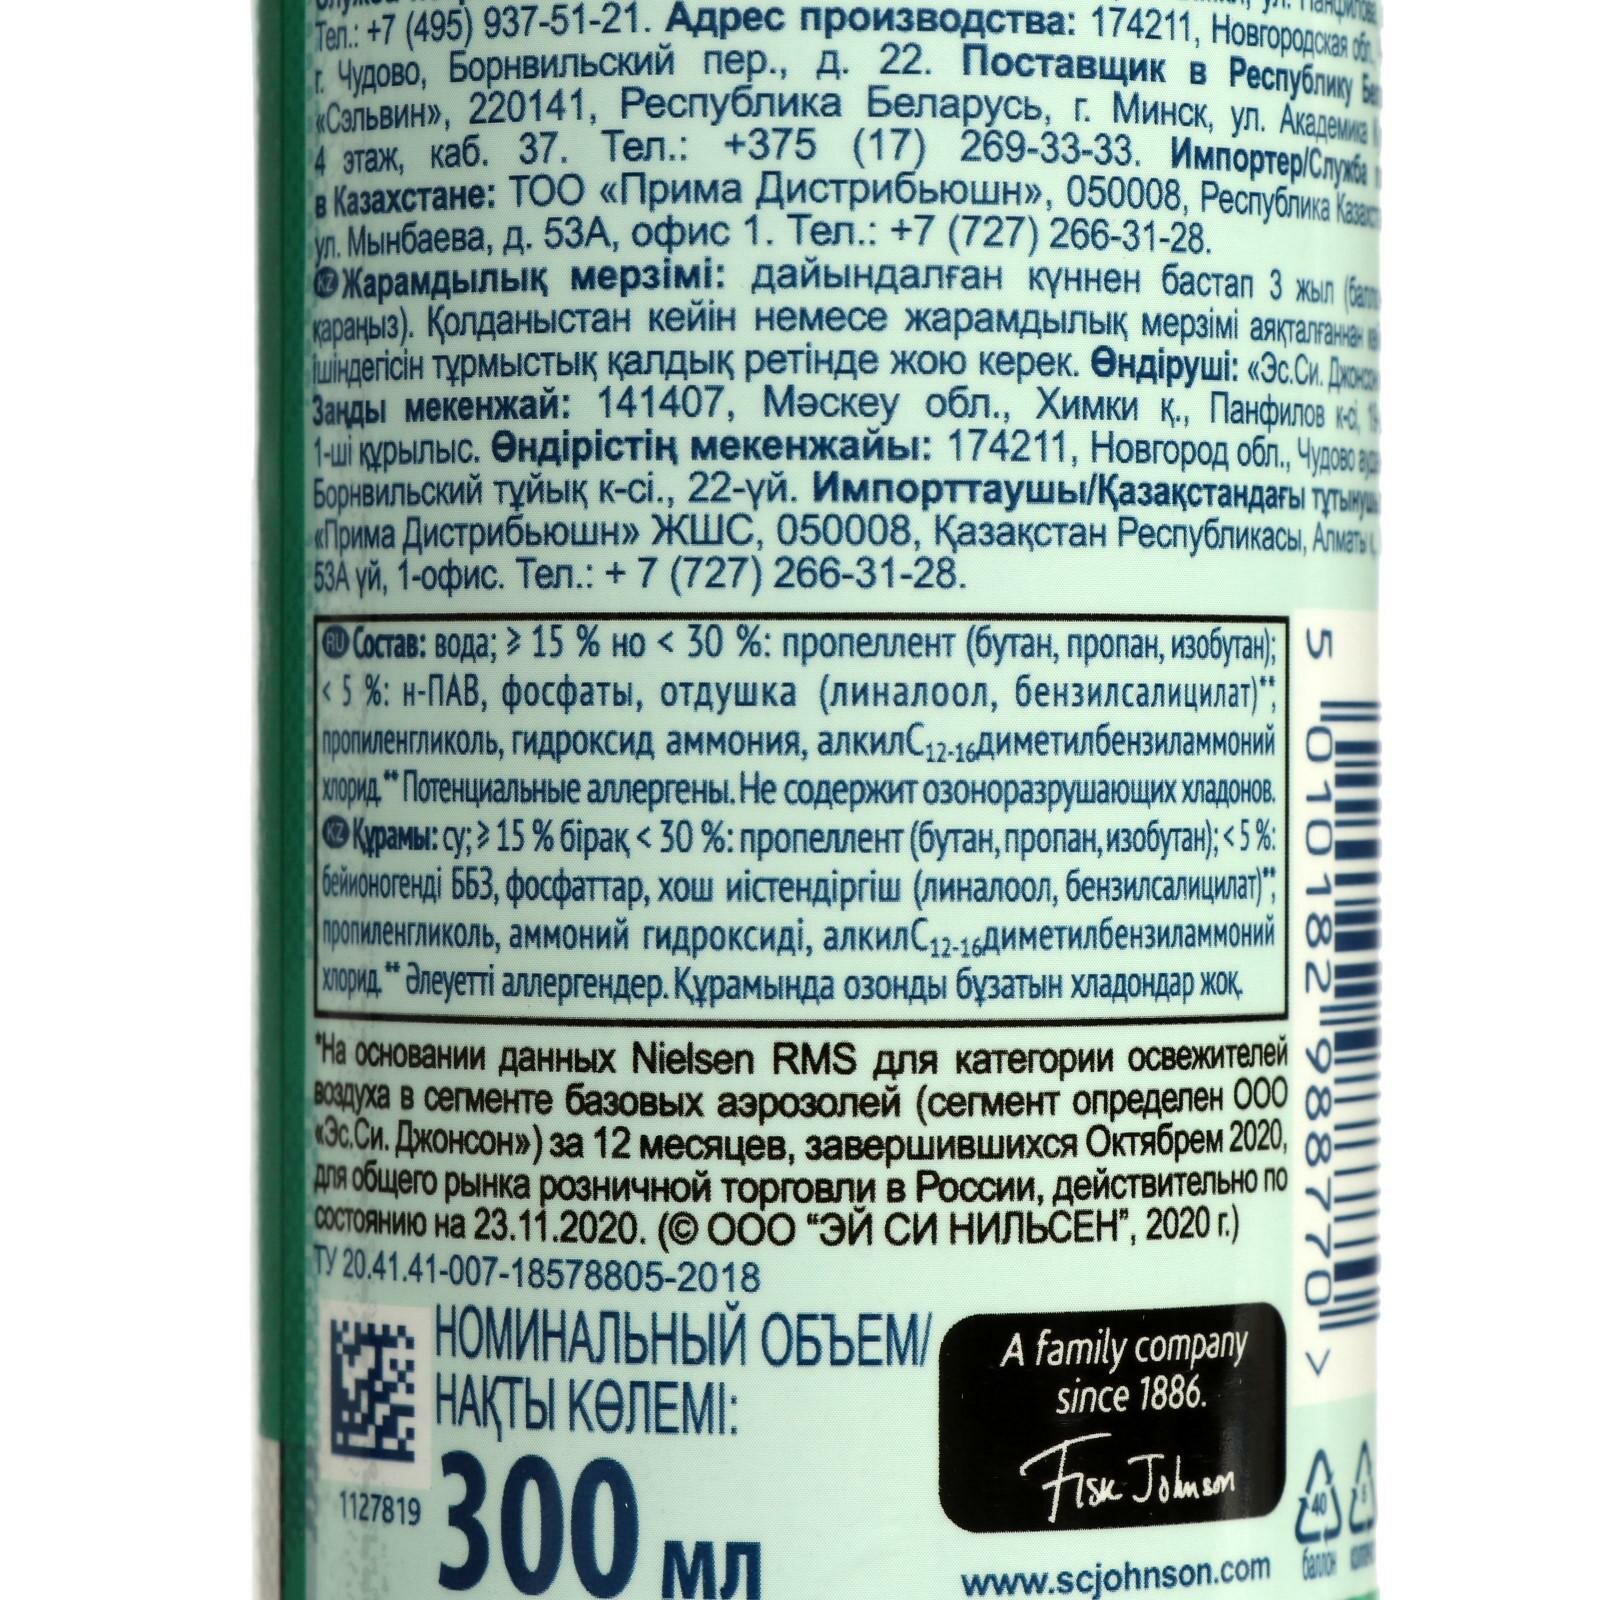 Тел.: +7 (495) 937-51-21. Адрес производства: 174211, Новгородская обл.,
г. Чудово, Борнвильский пер., д. 22. Поставщик в Республику
«Сэльвин», 220141, Республика Беларусь, г. Минск, ул. Академика
4 этаж, каб. 37. Тел.: +375 (17) 269-33-33. Импортер/Служба
в Казахстане: ТОО «Прима Дистрибьюшн», 050008, Республика
ул. Мынбаева, д. 53А, офис 1. Тел.: +7 (727) 266-31-28.
KZ Жарамдылық мерзімі: дайындалған күннен бастап 3 жыл
қараңыз). Қолданыстан кейін немесе жарамдылық мерзімі аяқталғаннан
ішіндегісін тұрмыстық қалдық ретінде жою керек. Өндіруші: «Эс.Си. Джонсон
Заңды мекенжай: 141407, Мәскеу обл., Химки қ., Панфилов к-сі,
1-ші құрылыс. Өндірістің мекенжайы: 174211, Новгород обл., Чудово
Борнвильский тұйық к-сі., 22-үй. Импорттаушы/Қазақстандағы
«Прима Дистрибьюшн» ЖШС, 050008, Қазақстан Республикасы, Алматы қ.,
53А үй, 1-офис. Тел.: + 7 (727) 266-31-28.
RU Состав: вода; ≥ 15 % но < 30 %: пропеллент (бутан, пропан, изобутан);
< 5 %: н-ПАВ, фосфаты, отдушка (линалоол, бензилсалицилат)**,
пропиленгликоль, гидроксид аммония, алкилC12-16диметилбензиламмоний
хлорид.** Потенциальные аллергены. Не содержит озоноразрушающих хладонов.
KZ Құрамы: су; ≥ 15 % бірақ < 30 %: пропеллент (бутан, пропан, изобутан); < 5 %:
бейионогенді ББЗ, фосфаттар, хош иістендіргіш (линалоол, бензилсалицилат)**,
пропиленгликоль, аммоний гидроксиді, алкилC12-16диметилбензиламмоний
хлорид.** Әлеуетті аллергендер. Құрамында озонды бұзатын хладондар жоқ.
*На основании данных Nielsen RMS для категории освежителей
воздуха в сегменте базовых аэрозолей (сегмент определен ООО
«Эс.Си. Джонсон») за 12 месяцев, завершившихся Октябрем 2020,
для общего рынка розничной торговли в России, действительно по
состоянию на 23.11.2020. (© ООО “ЭЙ СИ НИЛЬСЕН”, 2020 г.)
ТУ 20.41.41-007-18578805-2018
НОМИНАЛЬНЫЙ ОБЪЕМ/
НАҚТЫ КӨЛЕМІ:
300 мл
1127819
A family company
since 1886.
Fisk Johnson
www.scjohnson.com
5 010182 988770 >
40
баллон